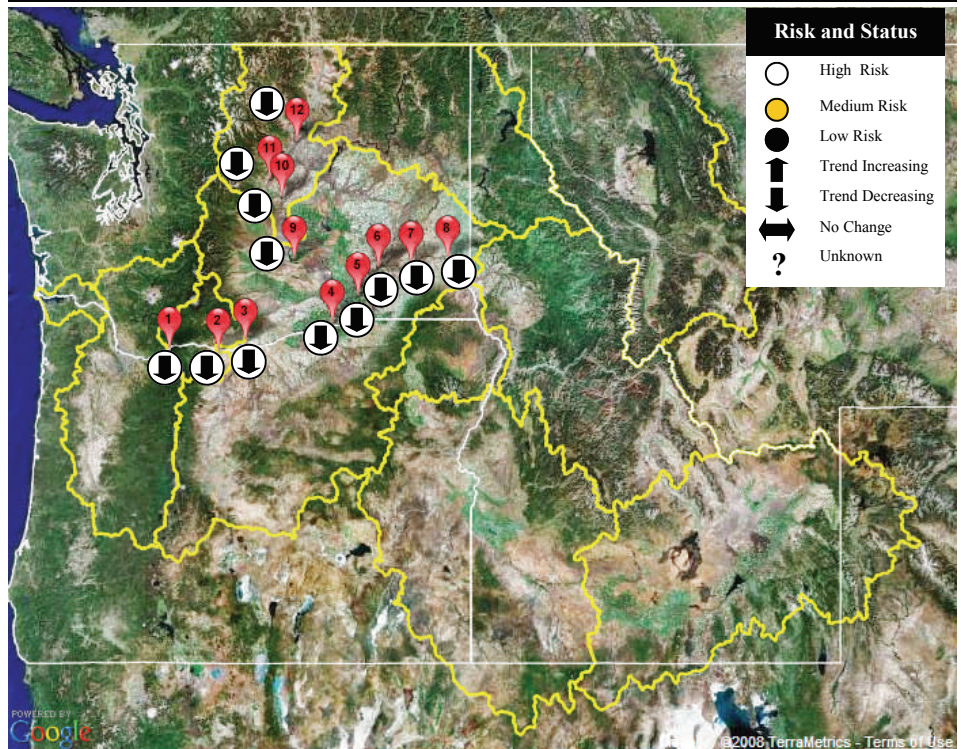 Risk and Status
High Risk
Medium Risk
Low Risk
Trend Increasing
Trend Decreasing
No Change
? Unknown
12
11
10
9
8
7
6
5
4
3
2
1
POWERED BY
Google
©2008 TerraMetrics - Terms of Use